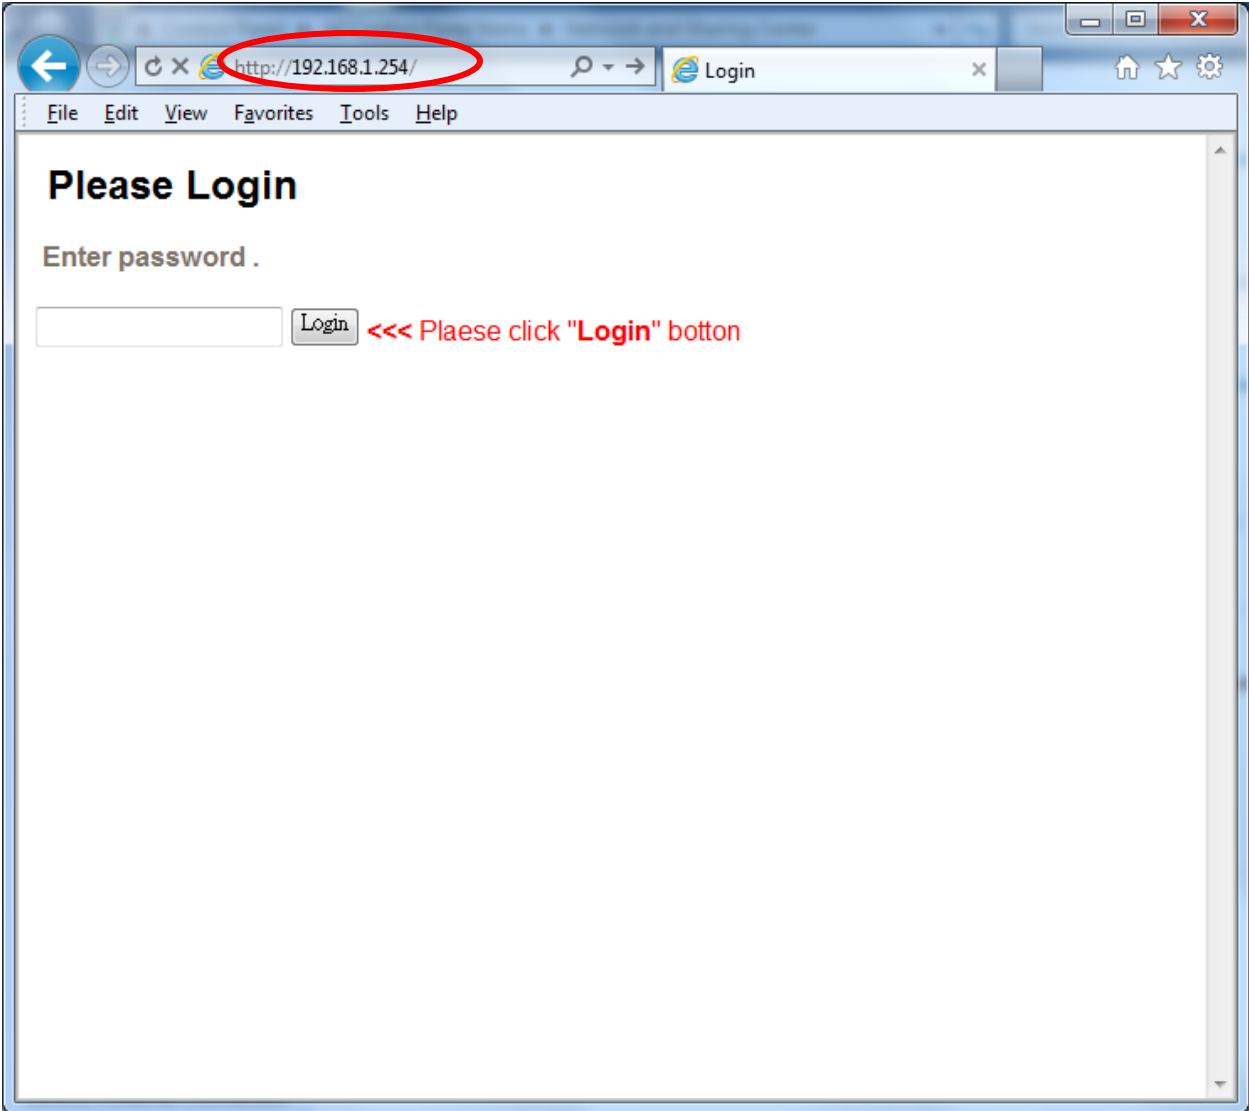 http://192.168.1.254/
Login
File Edit View Favorites Tools Help
Please Login
Enter password .
Login <<< Plaese click "Login" botton